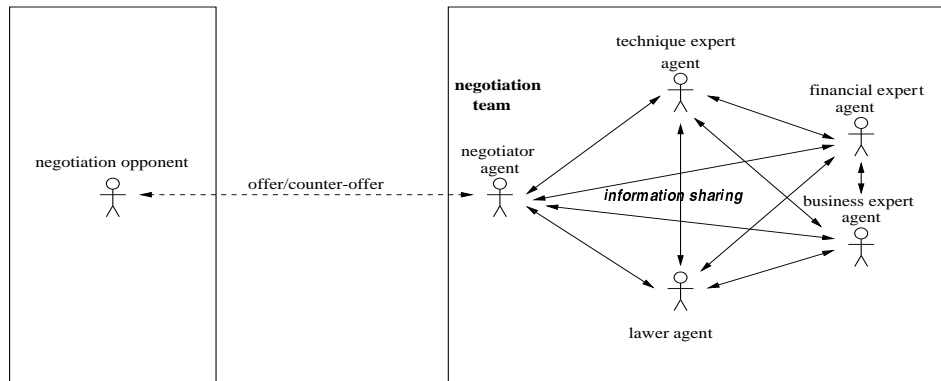 negotiation opponent
offer/counter-offer
negotiation
team
negotiator
agent
technique expert
agent
financial expert
agent
information sharing
business expert
agent
lawer agent